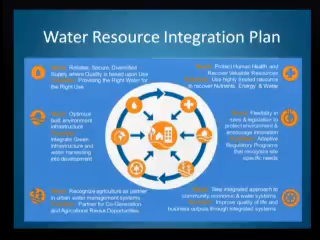 Water Resource Integration Plan
Reliable, Secure, Diversified
Supply where Quality is based upon Use
Providing the Right Water for
the Right Use
Protect Human Health and
Recover Valuable Resources
Use highly treated resource
to recover Nutrients Energy & Water
Optimize
built environment
infrastructure
Integrate Green
Infrastructure and
water harvesting
into development
Flexibility in
rules & legislation to
protect environment &
encourage innovation
Adaptive
Regulatory Programs
that recognize site
specific needs
Recognize agriculture as partner
in urban water management systems
Partner for Co-Generation
and Agricultural Reuse Opportunities
integrated approach to
community, economic & water systems
Improve quality of life and
business outputs through integrated systems